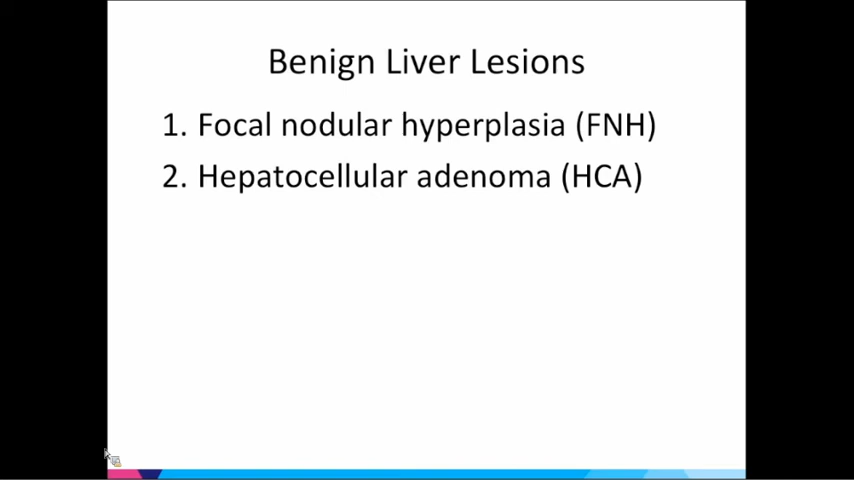 Benign Liver Lesions
1. Focal nodular hyperplasia (FNH)
2. Hepatocellular adenoma (HCA)